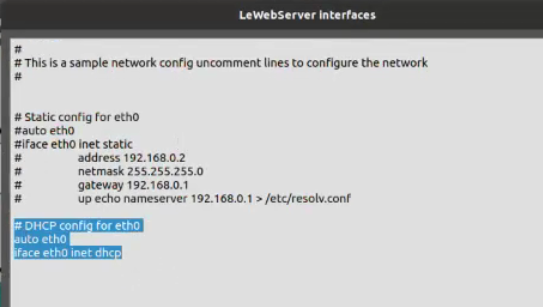 LeWebServer interfaces
#
# This is a sample network config uncomment lines to configure the network
#
# Static config for eth0
#auto eth0
#iface eth0 inet static
# address 192.168.0.2
# netmask 255.255.255.0
# gateway 192.168.0.1
# up echo nameserver 192.168.0.1 > /etc/resolv.conf
# DHCP config for eth0
auto eth0
iface eth0 inet dhcp